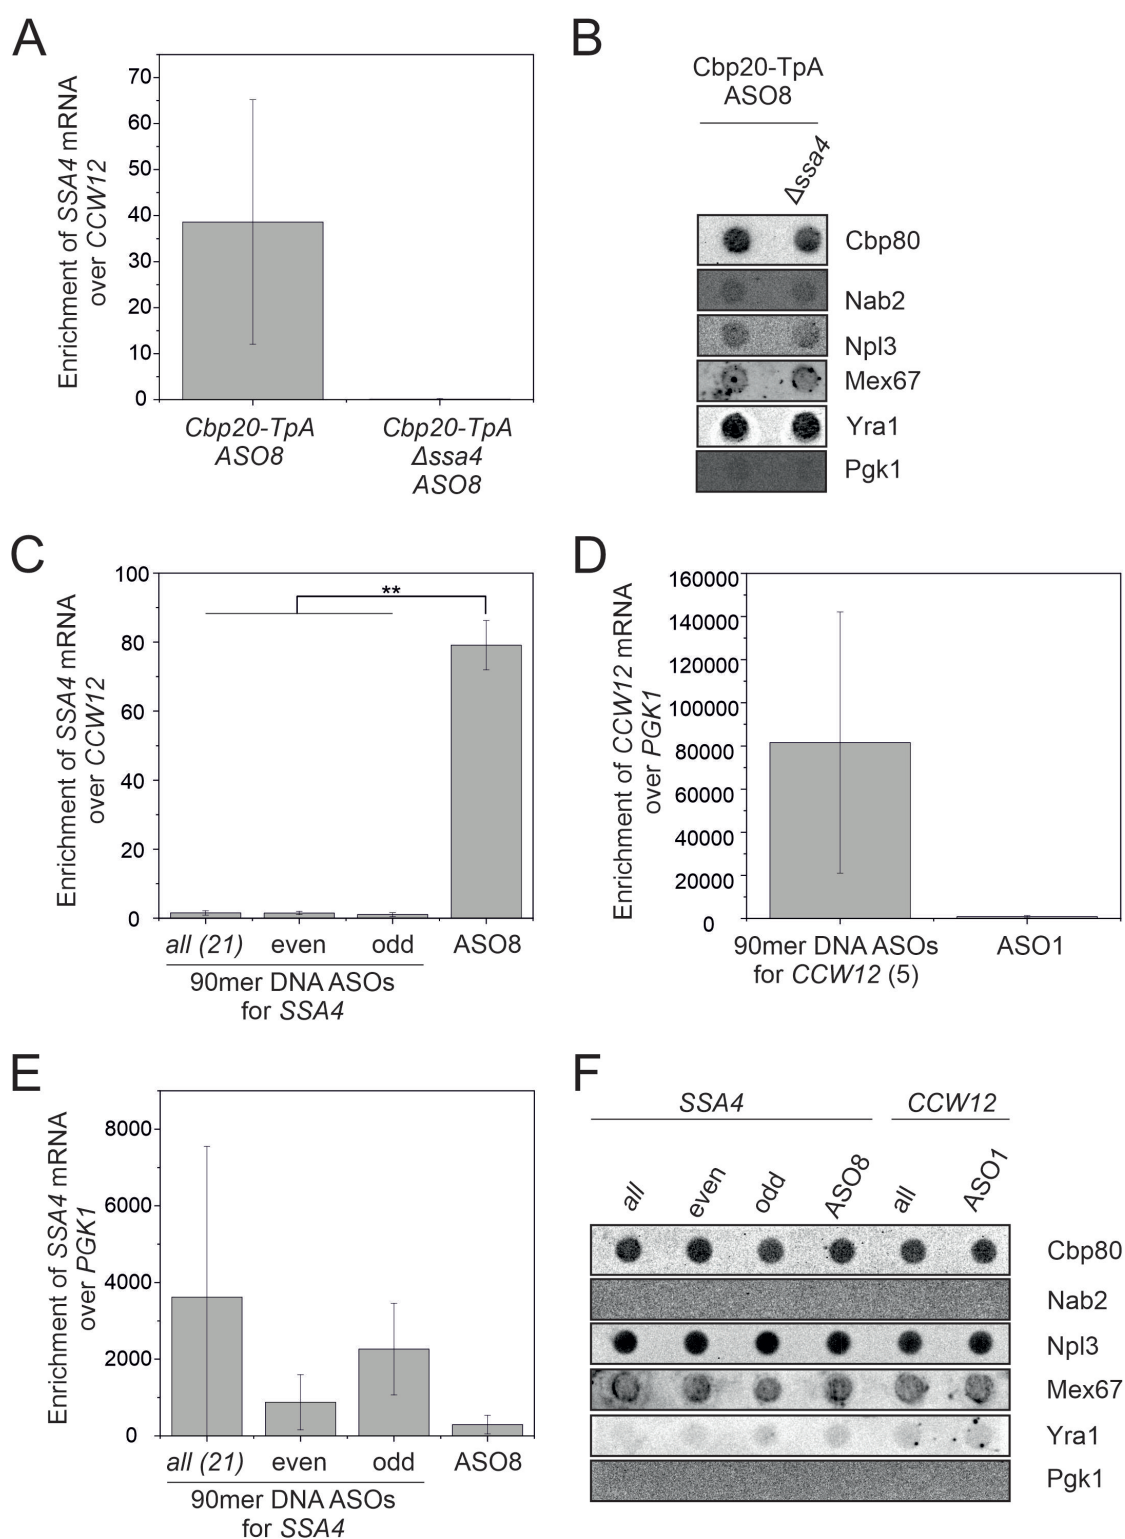 A
Enrichment of SSA4 mRNA
over CCW12
70
60
50
40
30
20
10
0
Cbp20-TpA
ASO8
Cbp20-TpA
Δssa4
ASO8
B
Cbp20-TpA
ASO8
Δssa4
Cbp80
Nab2
Npl3
Mex67
Yra1
Pgk1
C
Enrichment of SSA4 mRNA
over CCW12
100
80
60
40
20
0
**
all (21)
even
odd
ASO8
90mer DNA ASOs
for SSA4
D
Enrichment of CCW12 mRNA
over PGK1
160000
140000
120000
100000
80000
60000
40000
20000
0
90mer DNA ASOs
for CCW12 (5)
ASO1
E
Enrichment of SSA4 mRNA
over PGK1
8000
6000
4000
2000
0
all (21)
even
odd
ASO8
90mer DNA ASOs
for SSA4
F
SSA4
CCW12
all
even
odd
ASO8
all
ASO1
Cbp80
Nab2
Npl3
Mex67
Yra1
Pgk1